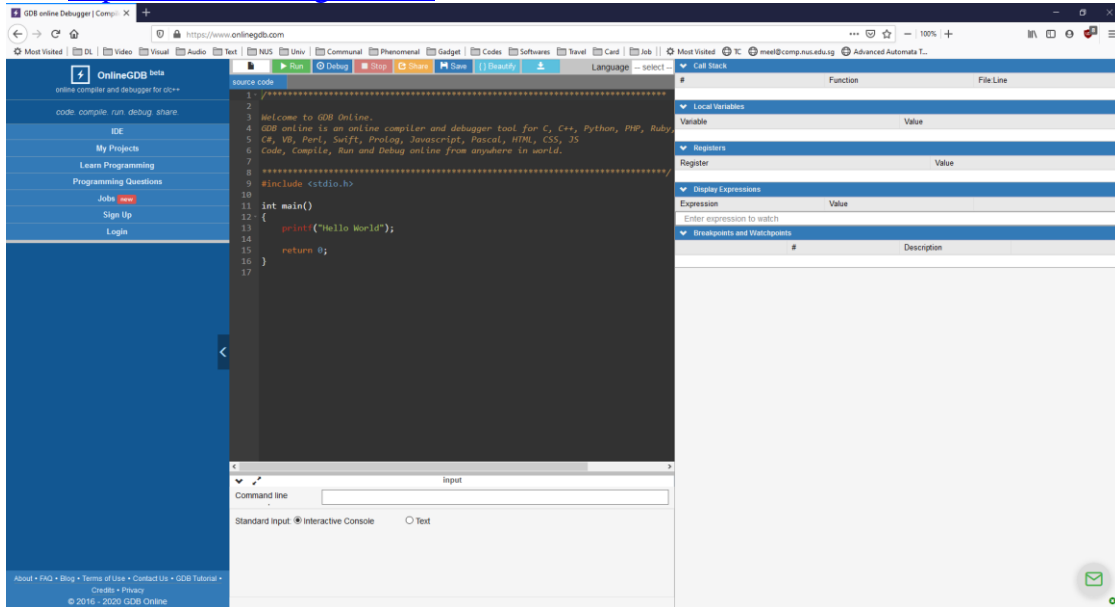 GDB online Debugger | Compil
https://www.onlinegdb.com
100%
Most Visited DL Video Visual Audio Text NUS Univ Communal Phenomenal Gadget Codes Softwares Travel Card Job Most Visited TC meel@comp.nus.edu.sg Advanced Automata T...
OnlineGDB beta
online compiler and debugger for c/c++
code. compile. run. debug. share.
IDE
My Projects
Learn Programming
Programming Questions
Jobs new
Sign Up
Login
About • FAQ • Blog • Terms of Use • Contact Us • GDB Tutorial •
Credits • Privacy
© 2016 - 2020 GDB Online
Run Debug Stop Share Save { } Beautify Language -- select --
source code
1 /******************************************************************************
2
3 Welcome to GDB Online.
4 GDB online is an online compiler and debugger tool for C, C++, Python, PHP, Ruby,
5 C#, VB, Perl, Swift, Prolog, Javascript, Pascal, HTML, CSS, JS
6 Code, Compile, Run and Debug online from anywhere in world.
7
8 *******************************************************************************/
9 #include <stdio.h>
10
11 int main()
12 {
13 printf("Hello World");
14
15 return 0;
16 }
17
input
Command line
Standard Input: Interactive Console Text
Call Stack
# Function File:Line
Local Variables
Variable Value
Registers
Register Value
Display Expressions
Expression Value
Enter expression to watch
Breakpoints and Watchpoints
# Description